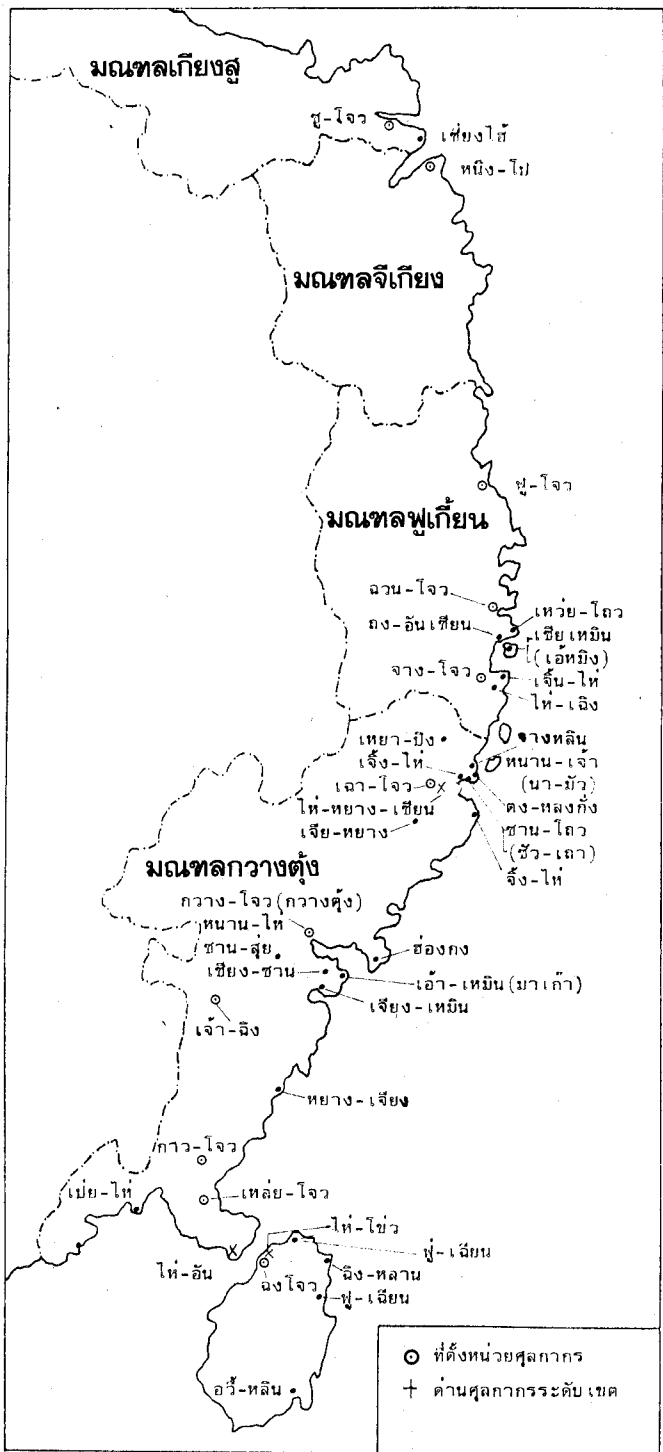 มณฑลเกียงสู
ซู-โจว
เซี่ยงไฮ้
หนิง-โป
มณฑลจีเกียง
ฟู-โจว
มณฑลฟูเกี้ยน
ฉวน-โจว
เหว่ย-โถว
ถง-อันเซียน
เซียเหมิน
(เอ้หมิง)
จาง-โจว
เจิ้น-ไห่
ไห่-เฉิง
จางหลิน
เหยา-ปิง
หนาน-เจ้า
เจิ้ง-ไห่
(นา-มัว)
เฉา-โจว
ตง-หลงกั่ง
ไห่-หยาง-เซียน
ซาน-โถว
เจีย-หยาง
(ซัว-เถา)
จิ้ง-ไห่
มณฑลกวางตุ้ง
กวาง-โจว(กวางตุ้ง)
หนาน-ไห่
ซาน-สุ่ย
ฮ่องกง
เซียง-ซ่าน
เอ้า-เหมิน(มาเก๊า)
เจียง-เหมิน
เจ้า-ฉิง
หยาง-เจียง
กาว-โจว
เป่ย-ไห่
เหล่ย-โจว
ไห่-โข่ว
ฟู่-เฉียน
ไห่-อัน
ฉิง-หลาน
ฉงโจว
ฟู-เฉียน
อวี้-หลิน
ที่ตั้งหน่วยศุลกากร
ด่านศุลกากรระดับเขต